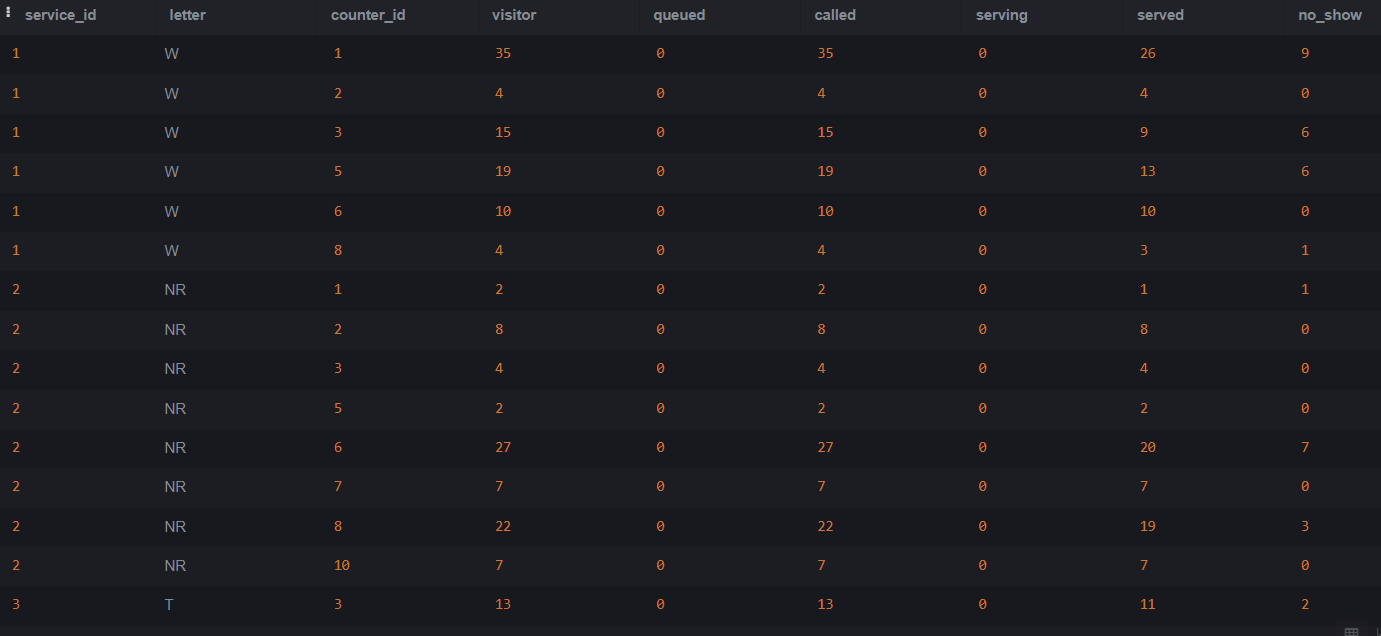 service_id letter counter_id visitor queued called serving served no_show
1 W 1 35 0 35 0 26 9
1 W 2 4 0 4 0 4 0
1 W 3 15 0 15 0 9 6
1 W 5 19 0 19 0 13 6
1 W 6 10 0 10 0 10 0
1 W 8 4 0 4 0 3 1
2 NR 1 2 0 2 0 1 1
2 NR 2 8 0 8 0 8 0
2 NR 3 4 0 4 0 4 0
2 NR 5 2 0 2 0 2 0
2 NR 6 27 0 27 0 20 7
2 NR 7 7 0 7 0 7 0
2 NR 8 22 0 22 0 19 3
2 NR 10 7 0 7 0 7 0
3 T 3 13 0 13 0 11 2